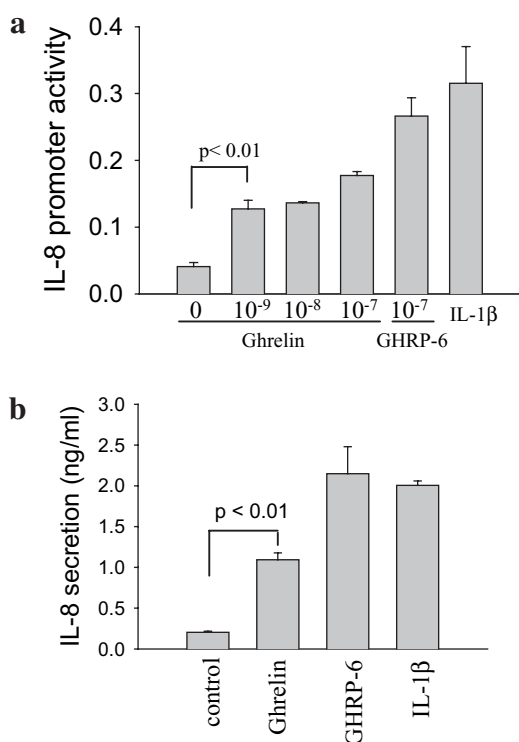 a
IL-8 promoter activity
0.4
0.3
0.2
0.1
0.0
p< 0.01
0 10⁻⁹ 10⁻⁸ 10⁻⁷ 10⁻⁷ IL-1β
Ghrelin GHRP-6
b
IL-8 secretion (ng/ml)
3.0
2.5
2.0
1.5
1.0
0.5
0.0
p < 0.01
control
Ghrelin
GHRP-6
IL-1β